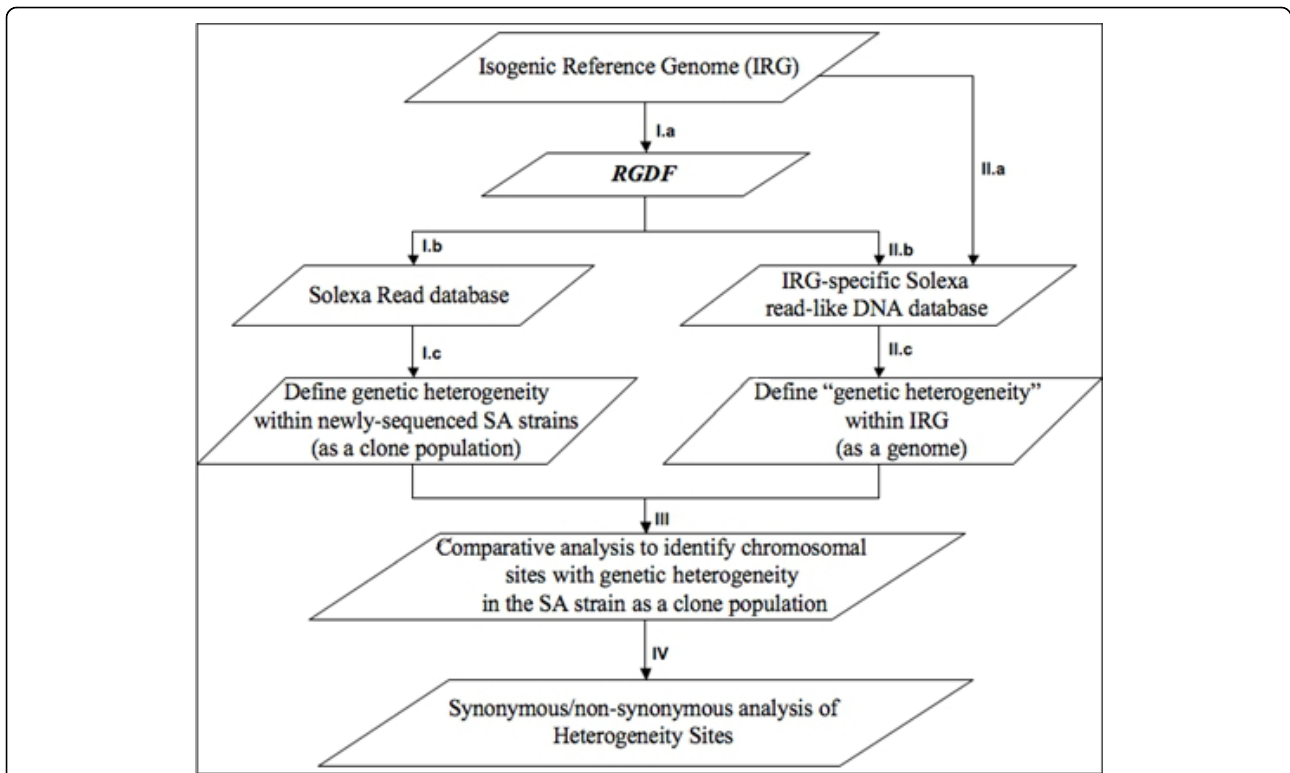 Isogenic Reference Genome (IRG)
I.a
RGDF
II.a
I.b
II.b
Solexa Read database
IRG-specific Solexa
read-like DNA database
I.c
II.c
Define genetic heterogeneity
within newly-sequenced SA strains
(as a clone population)
Define “genetic heterogeneity”
within IRG
(as a genome)
III
Comparative analysis to identify chromosomal
sites with genetic heterogeneity
in the SA strain as a clone population
IV
Synonymous/non-synonymous analysis of
Heterogeneity Sites